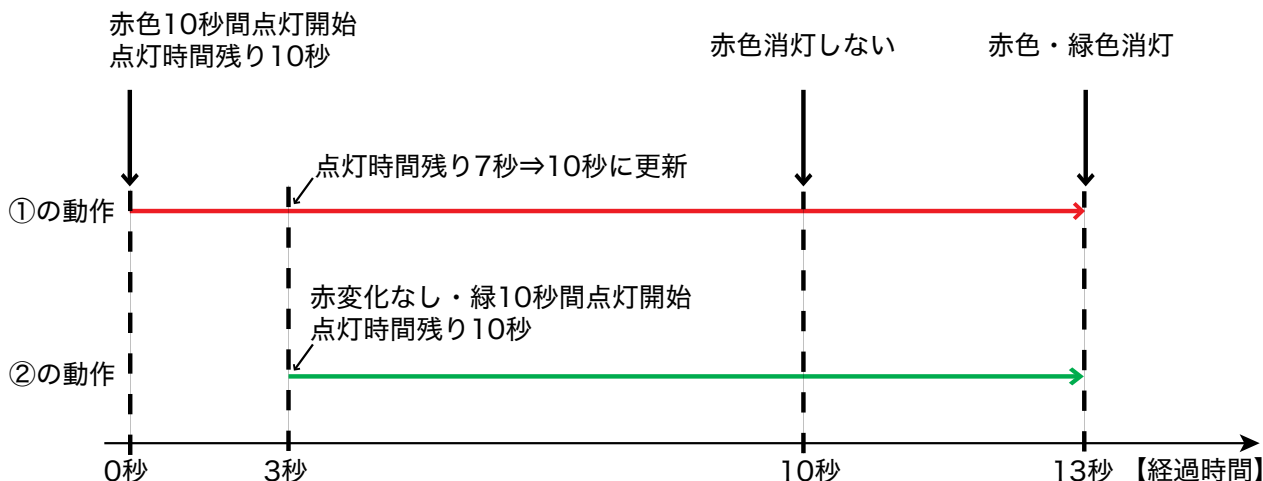 赤色10秒間点灯開始
点灯時間残り10秒
赤色消灯しない
赤色・緑色消灯
点灯時間残り7秒⇒10秒に更新
①の動作
赤変化なし・緑10秒間点灯開始
点灯時間残り10秒
②の動作
0秒
3秒
10秒
13秒
【経過時間】